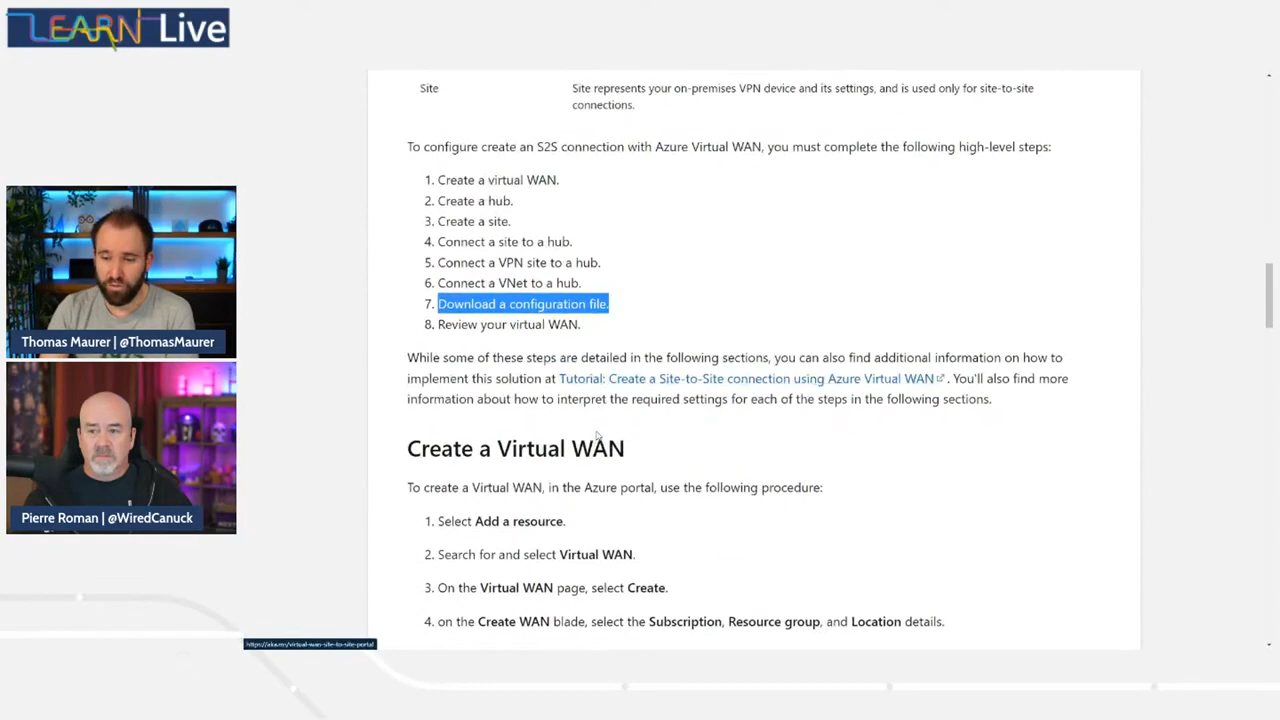 LEARN Live
Site
Site represents your on-premises VPN device and its settings, and is used only for site-to-site
connections.
To configure create an S2S connection with Azure Virtual WAN, you must complete the following high-level steps:
1. Create a virtual WAN.
2. Create a hub.
3. Create a site.
4. Connect a site to a hub.
5. Connect a VPN site to a hub.
6. Connect a VNet to a hub.
7. Download a configuration file.
8. Review your virtual WAN.
While some of these steps are detailed in the following sections, you can also find additional information on how to
implement this solution at Tutorial: Create a Site-to-Site connection using Azure Virtual WAN. You'll also find more
information about how to interpret the required settings for each of the steps in the following sections.
Create a Virtual WAN
To create a Virtual WAN, in the Azure portal, use the following procedure:
1. Select Add a resource.
2. Search for and select Virtual WAN.
3. On the Virtual WAN page, select Create.
4. on the Create WAN blade, select the Subscription, Resource group, and Location details.
Thomas Maurer | @ThomasMaurer
Pierre Roman | @WiredCanuck
https://aka.ms/virtual-wan-site-to-site-portal